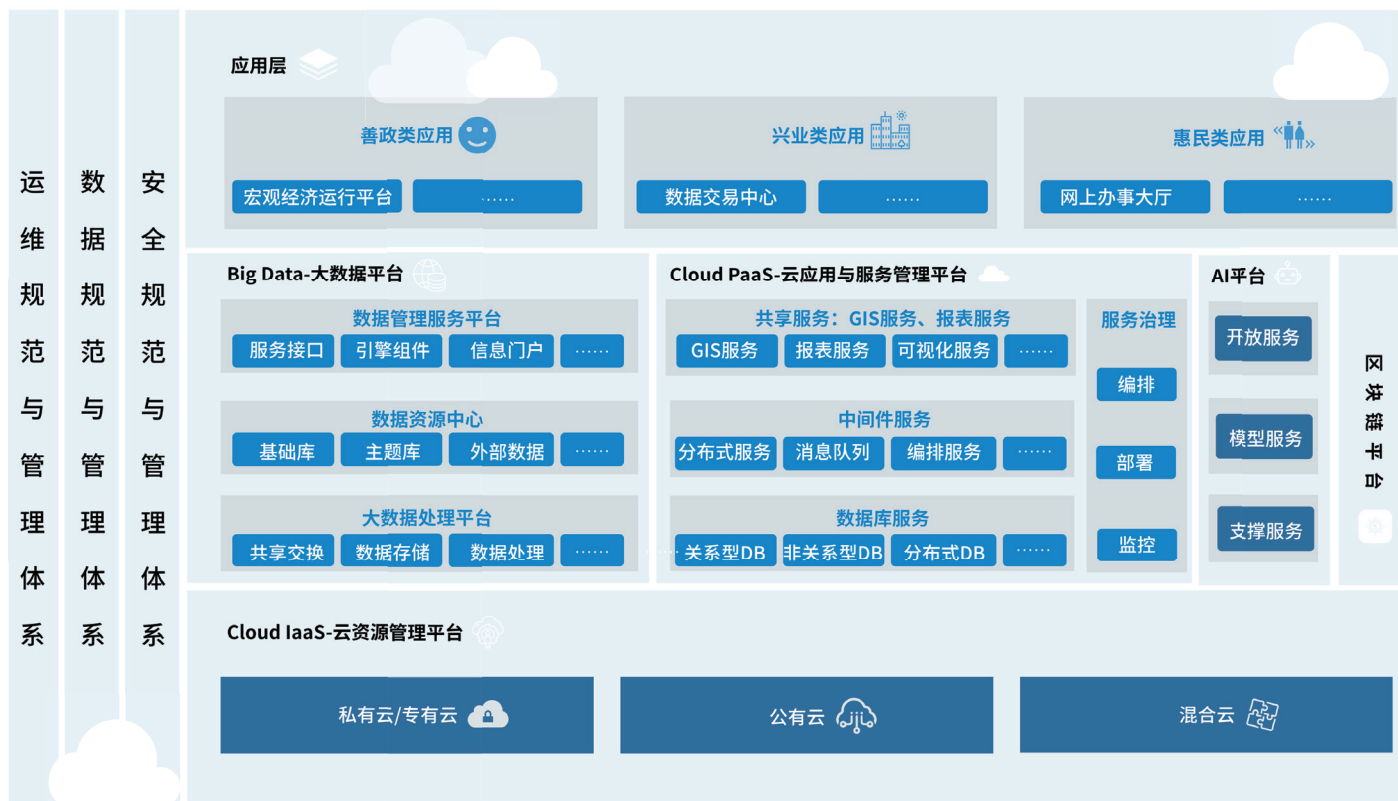 运维规范与管理体系
数据规范与管理体系
安全规范与管理体系
应用层
善政类应用
宏观经济运行平台
······
兴业类应用
数据交易中心
······
惠民类应用
网上办事大厅
······
Big Data-大数据平台
数据管理服务平台
服务接口
引擎组件
信息门户
······
数据资源中心
基础库
主题库
外部数据
······
大数据处理平台
共享交换
数据存储
数据处理
······
Cloud PaaS-云应用与服务管理平台
共享服务：GIS服务、报表服务
GIS服务
报表服务
可视化服务
······
中间件服务
分布式服务
消息队列
编排服务
······
数据库服务
关系型DB
非关系型DB
分布式DB
······
服务治理
编排
部署
监控
AI平台
开放服务
模型服务
支撑服务
区块链平台
Cloud IaaS-云资源管理平台
私有云/专有云
公有云
混合云